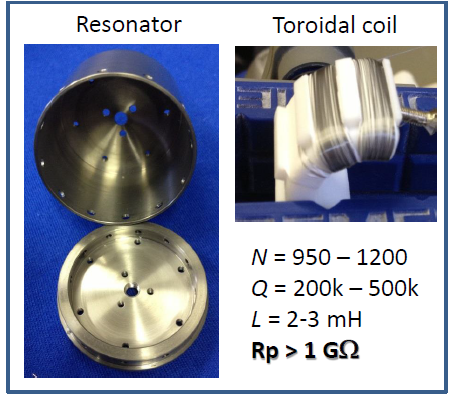 Resonator
Toroidal coil
N = 950 – 1200
Q = 200k – 500k
L = 2-3 mH
Rp > 1 GΩ